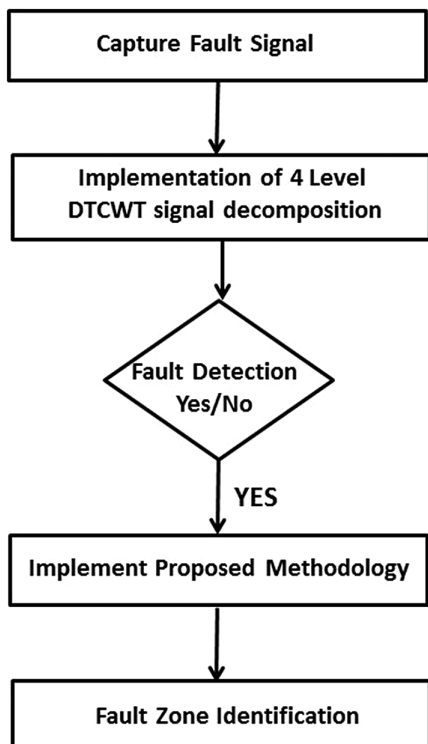 Capture Fault Signal
Implementation of 4 Level
DTCWT signal decomposition
Fault Detection
Yes/No
YES
Implement Proposed Methodology
Fault Zone Identification